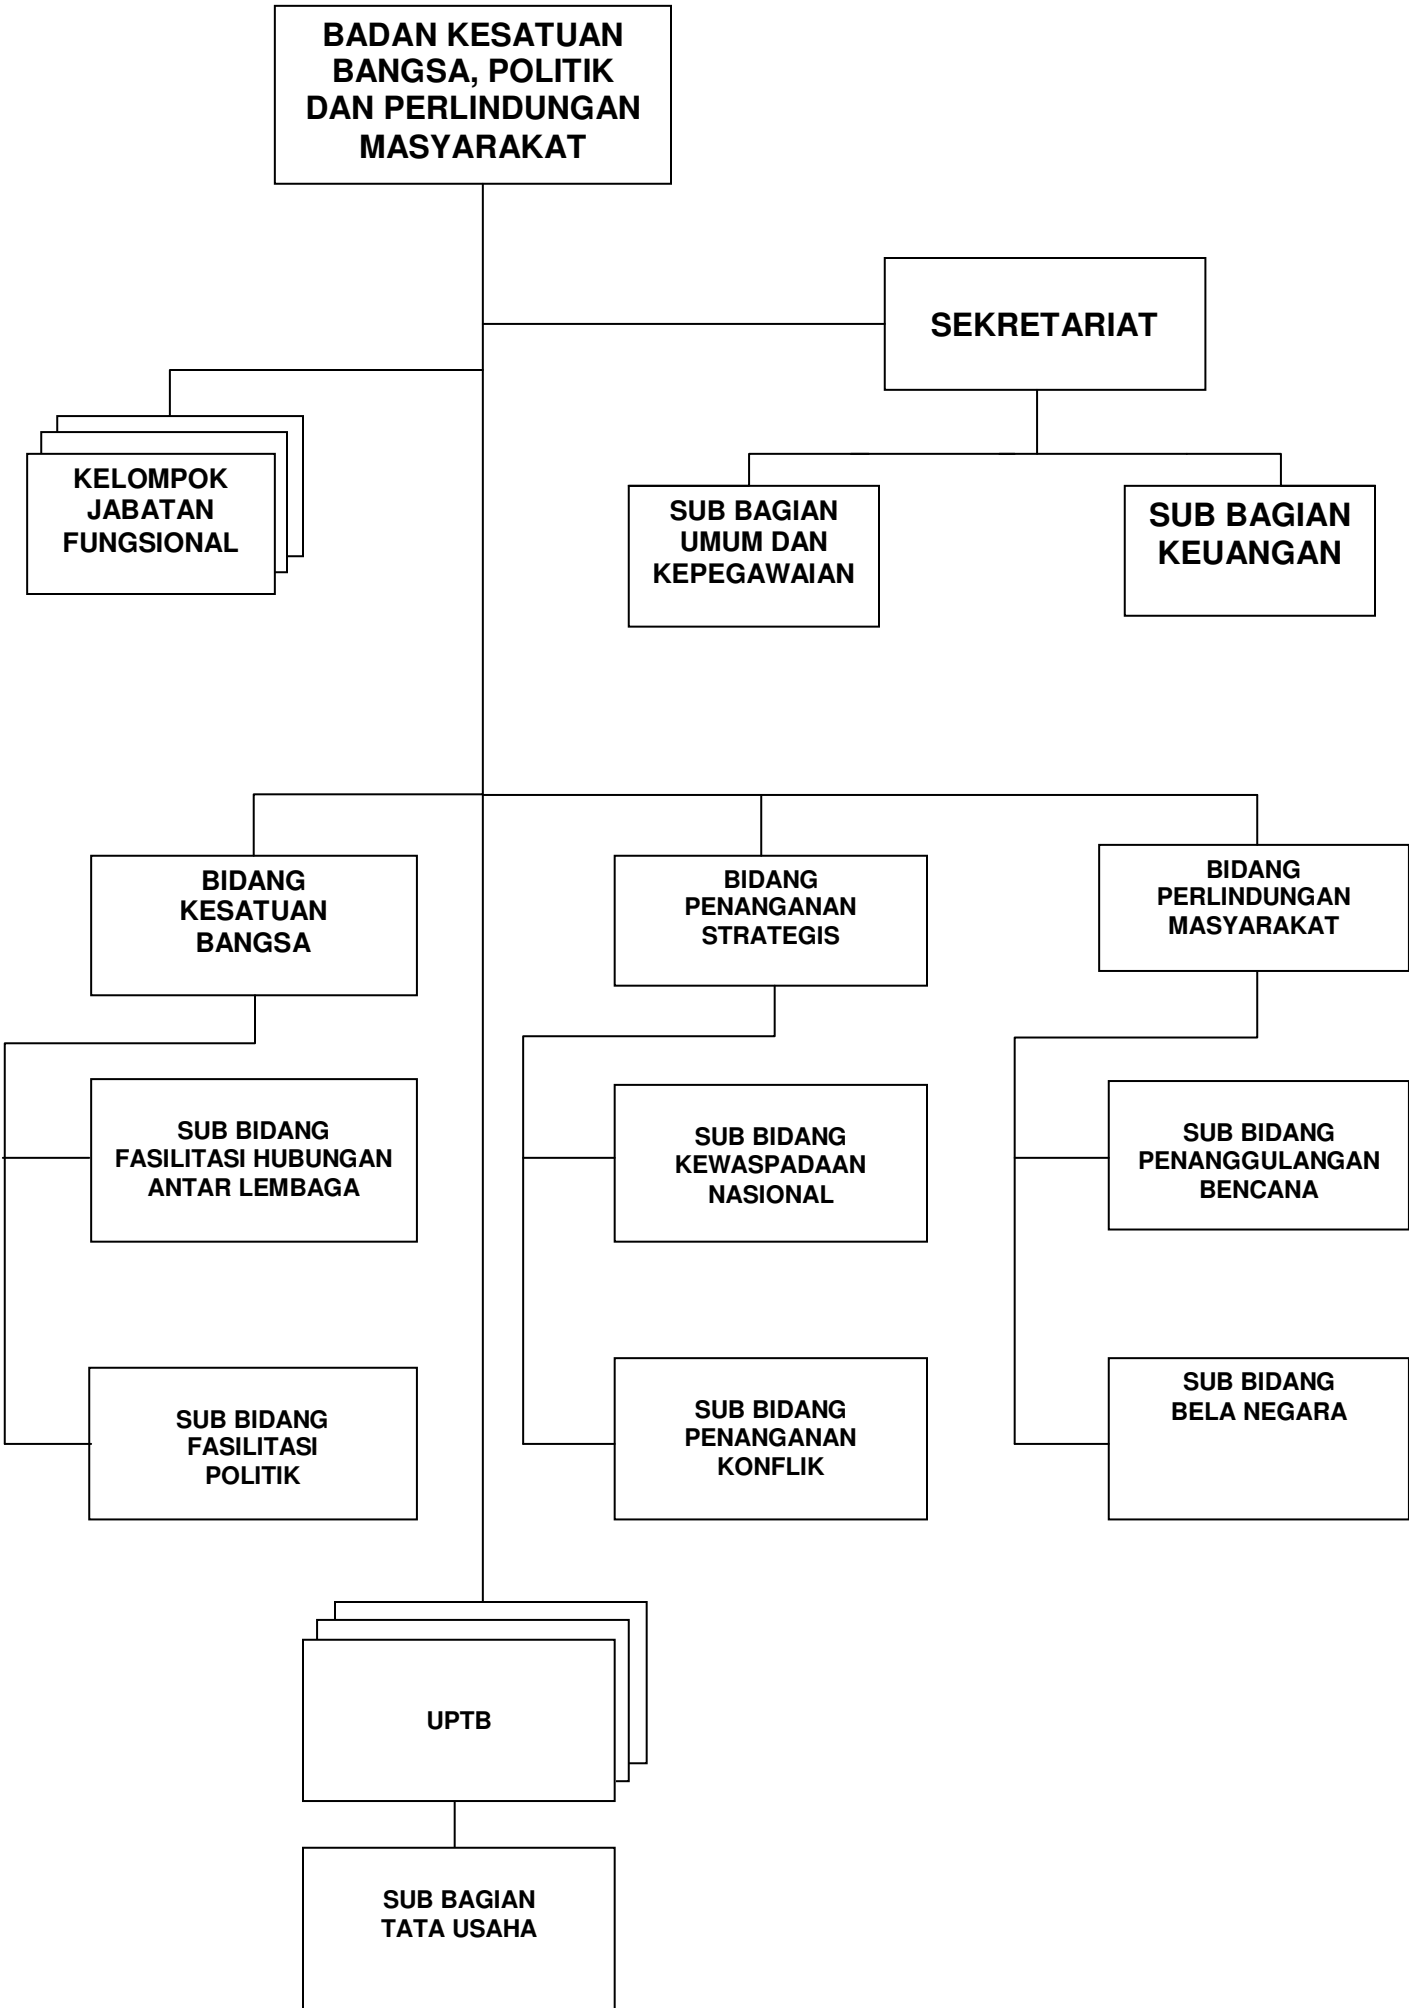 BADAN KESATUAN
BANGSA, POLITIK
DAN PERLINDUNGAN
MASYARAKAT
SEKRETARIAT
KELOMPOK
JABATAN
FUNGSIONAL
SUB BAGIAN
UMUM DAN
KEPEGAWAIAN
SUB BAGIAN
KEUANGAN
BIDANG
KESATUAN
BANGSA
BIDANG
PENANGANAN
STRATEGIS
BIDANG
PERLINDUNGAN
MASYARAKAT
SUB BIDANG
FASILITASI HUBUNGAN
ANTAR LEMBAGA
SUB BIDANG
KEWASPADAAN
NASIONAL
SUB BIDANG
PENANGGULANGAN
BENCANA
SUB BIDANG
FASILITASI
POLITIK
SUB BIDANG
PENANGANAN
KONFLIK
SUB BIDANG
BELA NEGARA
UPTB
SUB BAGIAN
TATA USAHA